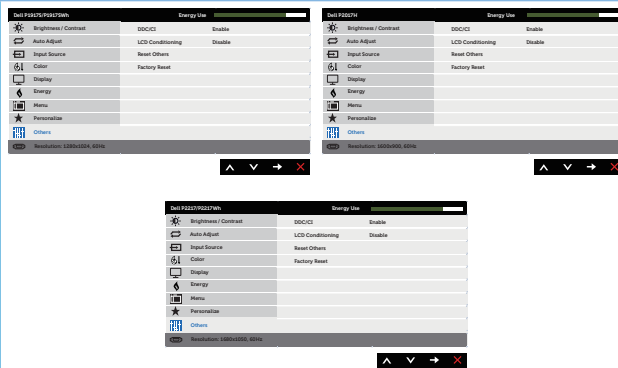 Dell P1917S/P1917SWh Energy Use
Brightness / Contrast DDC/CI Enable
Auto Adjust LCD Conditioning Disable
Input Source Reset Others
Color Factory Reset
Display
Energy
Menu
Personalize
Others
Resolution: 1280x1024, 60Hz
Dell P2017H Energy Use
Brightness / Contrast DDC/CI Enable
Auto Adjust LCD Conditioning Disable
Input Source Reset Others
Color Factory Reset
Display
Energy
Menu
Personalize
Others
Resolution: 1600x900, 60Hz
Dell P2217/P2217Wh Energy Use
Brightness / Contrast DDC/CI Enable
Auto Adjust LCD Conditioning Disable
Input Source Reset Others
Color Factory Reset
Display
Energy
Menu
Personalize
Others
Resolution: 1680x1050, 60Hz